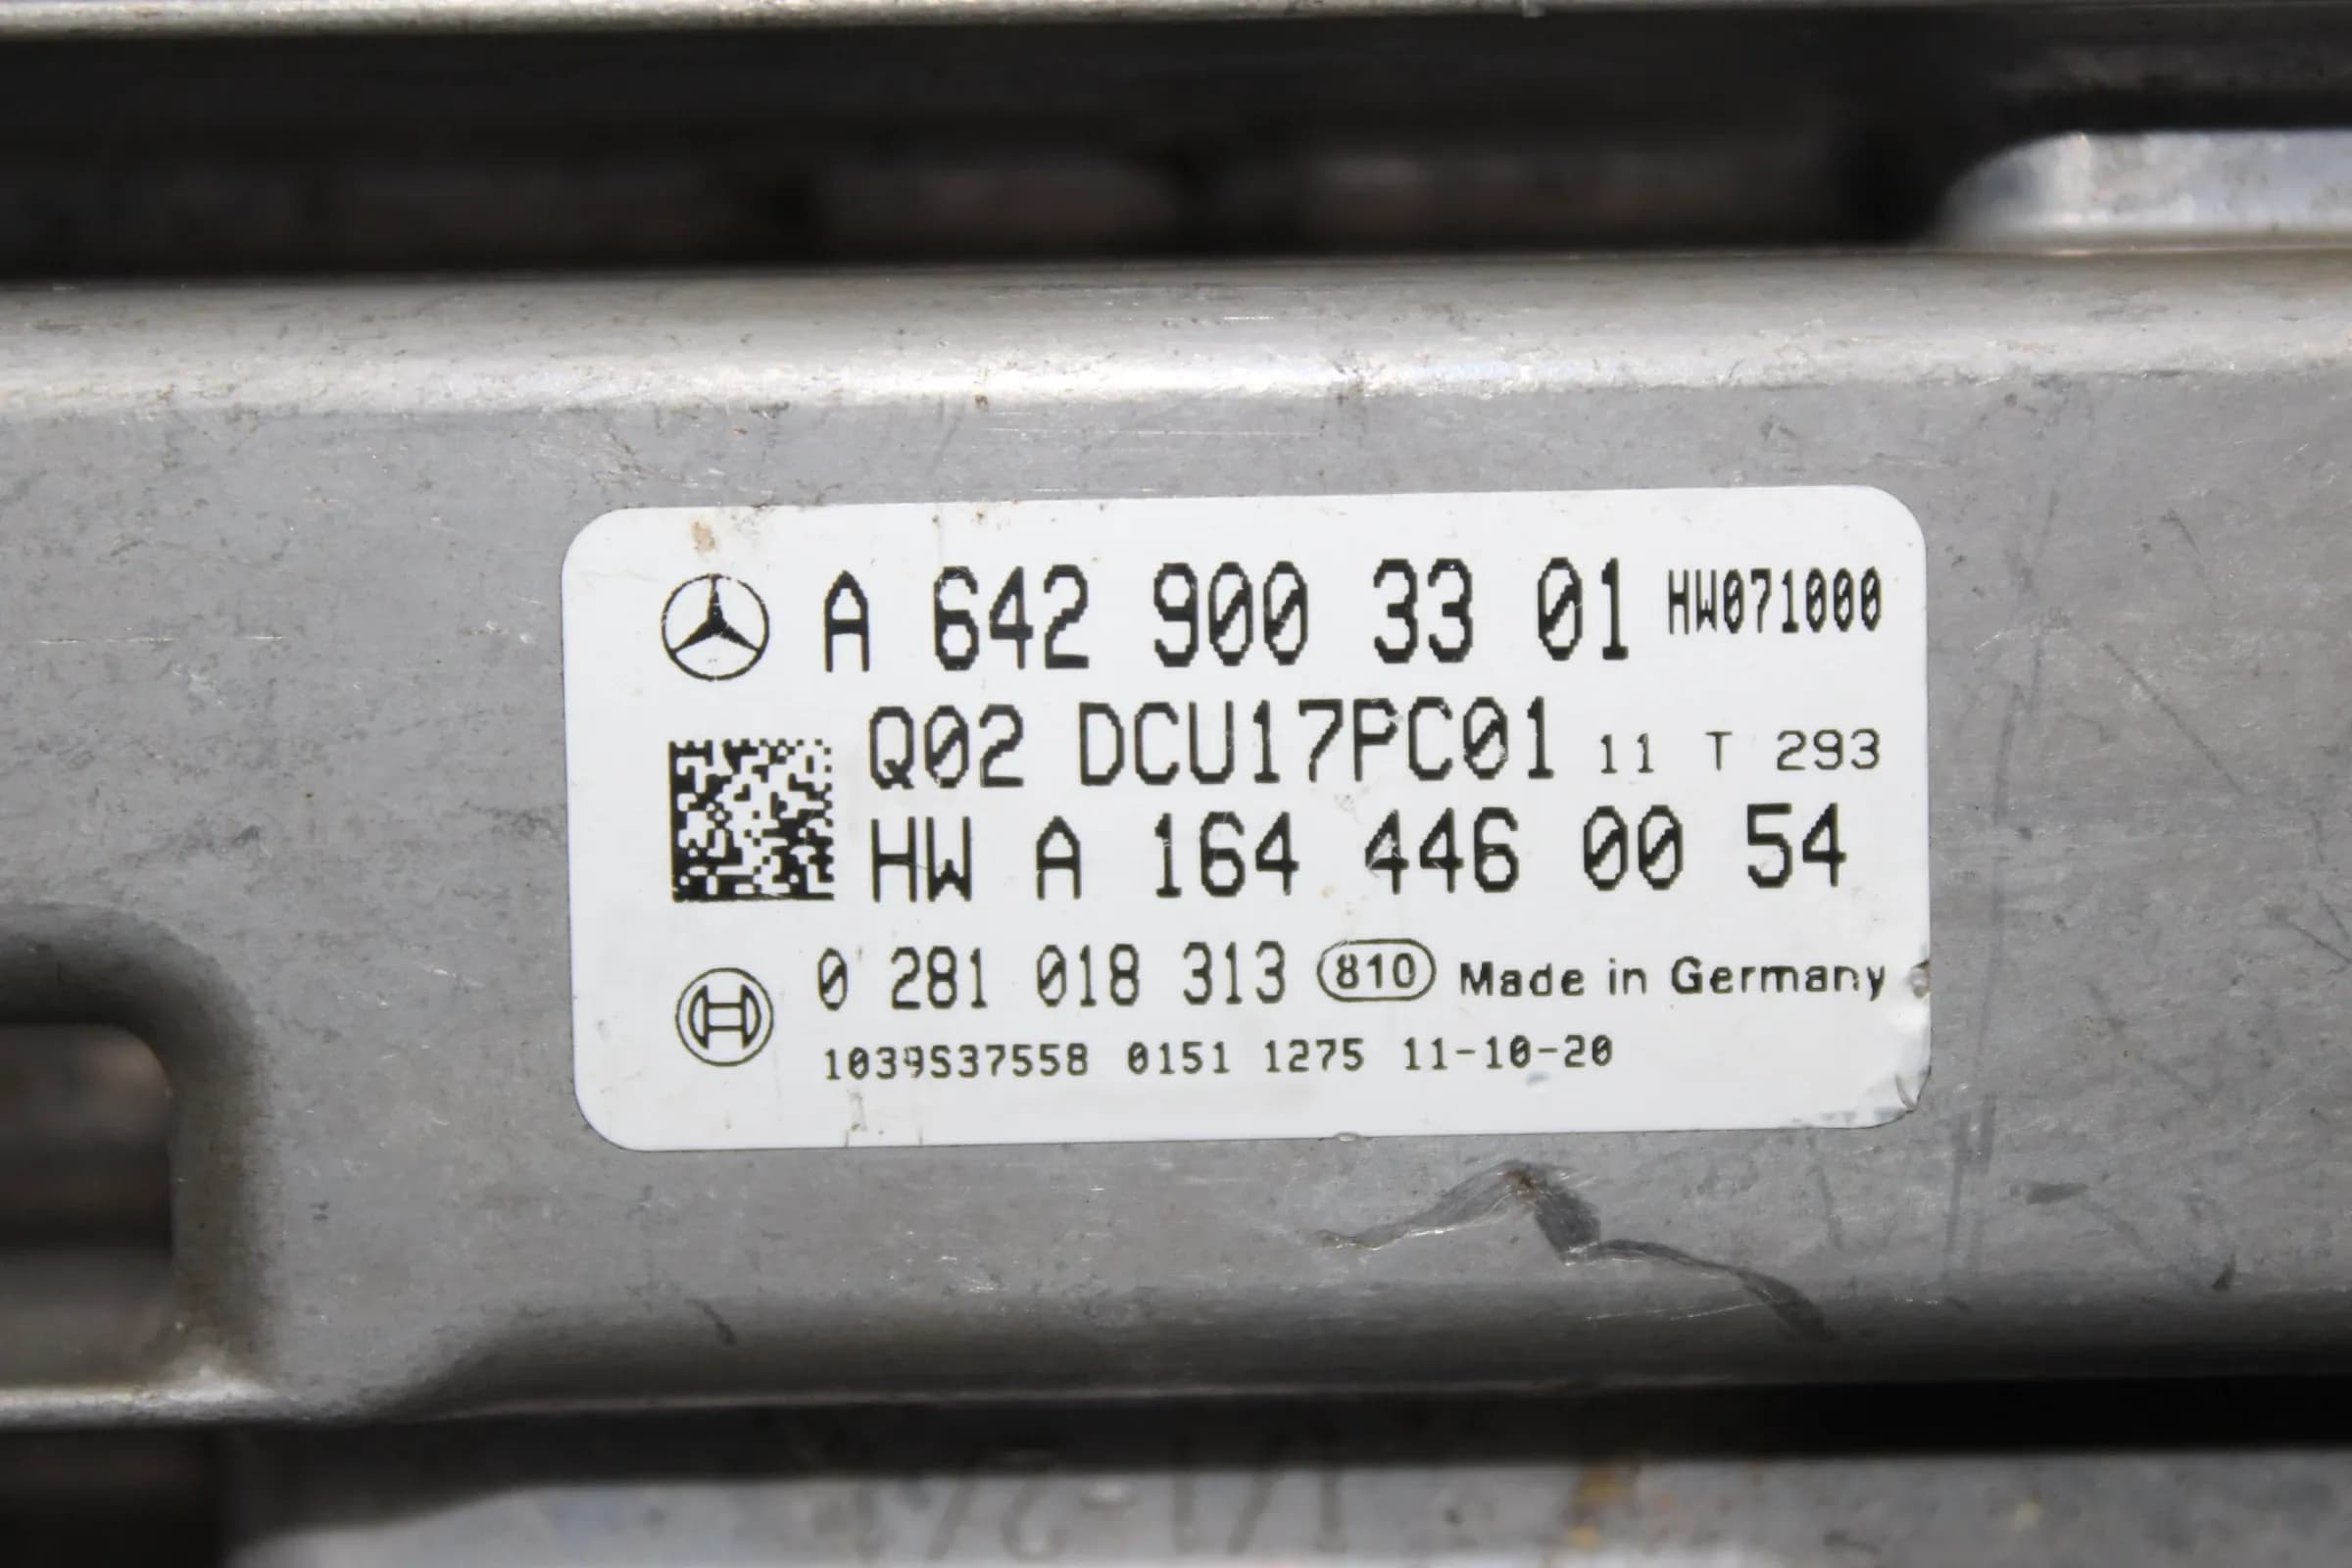 A 642 900 33 01 HW071000
Q02 DCU17PC01 11 T 293
HW A 164 446 00 54
0 281 018 313 810 Made in Germany
1039S37558 0151 1275 11-10-20